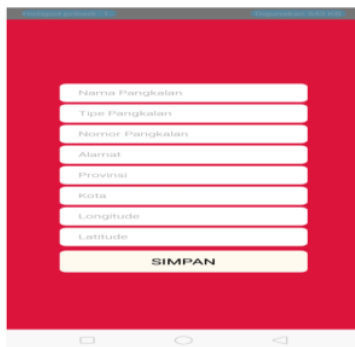 Nama Pangkalan
Tipe Pangkalan
Nomor Pangkalan
Alamat
Provinsi
Kota
Longitude
Latitude
SIMPAN